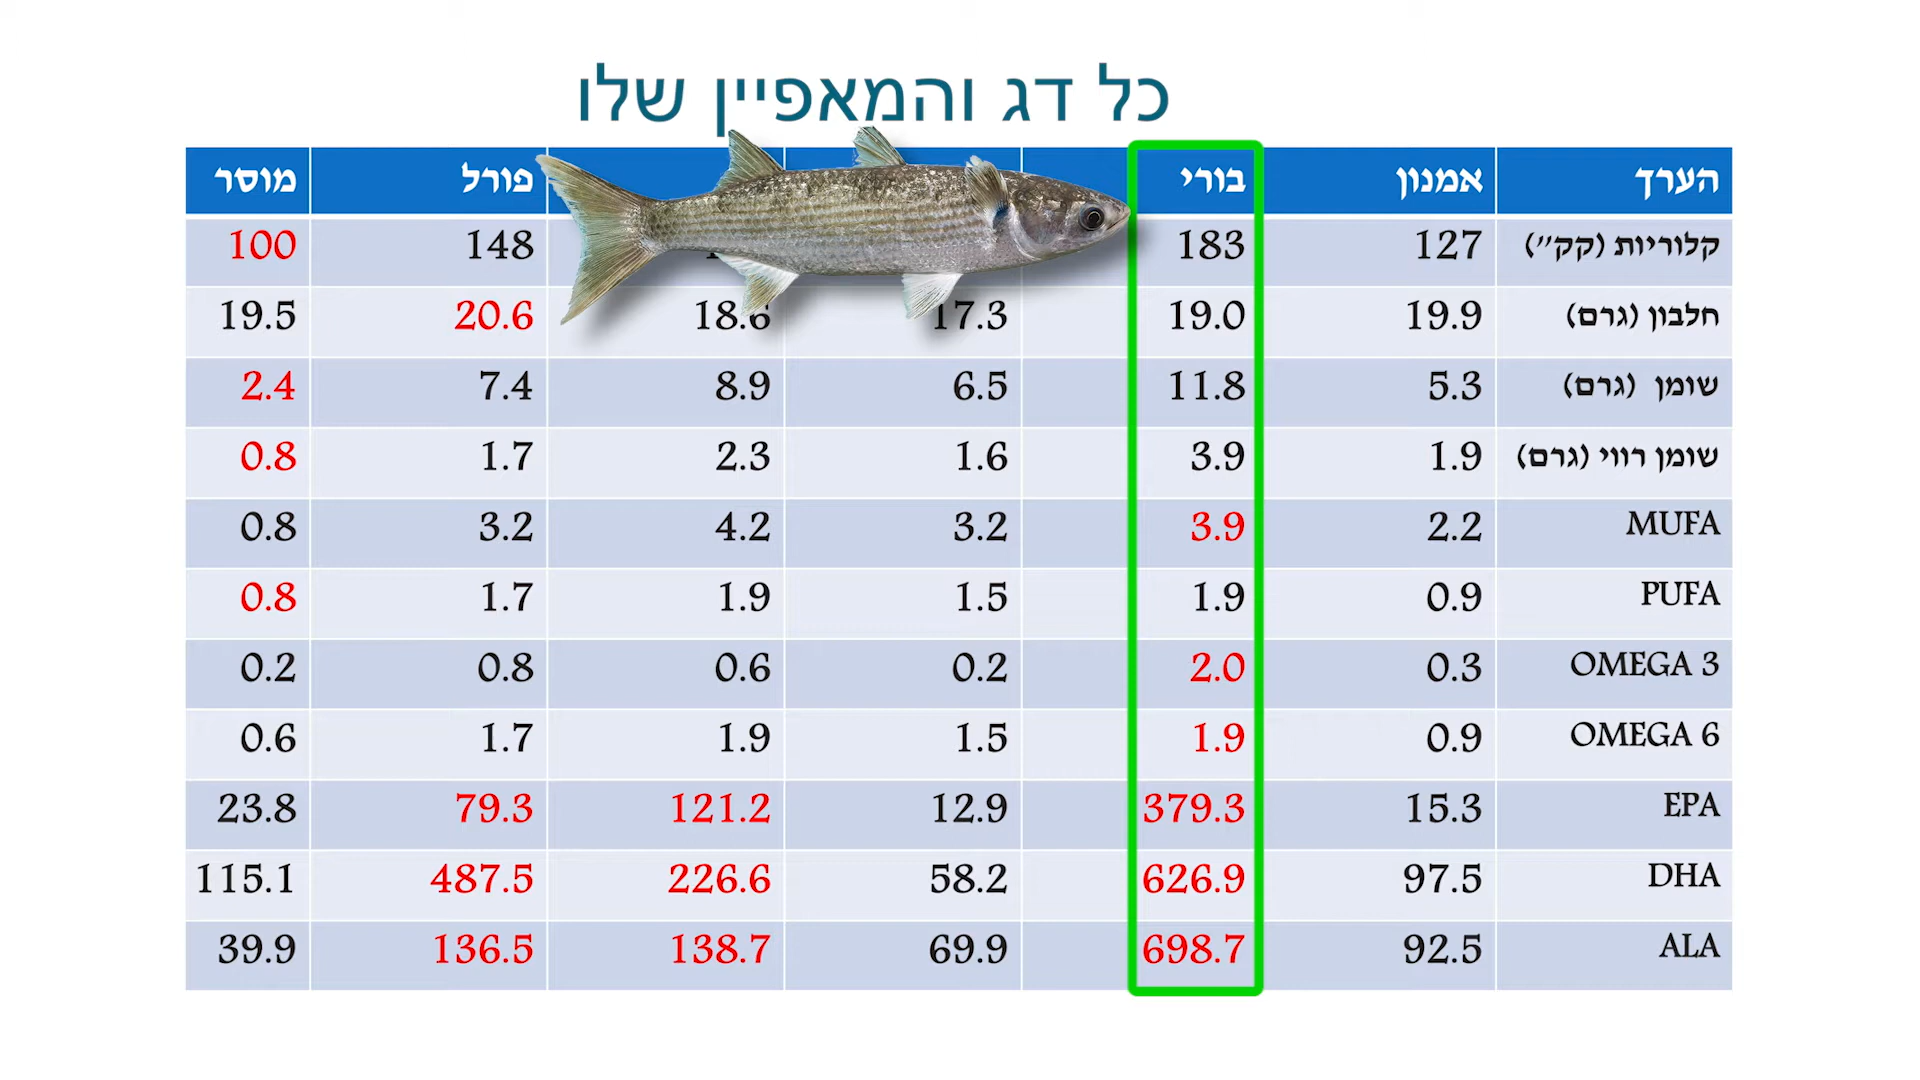 כל דג והמאפיין שלו
הערך אמנון בורי פורל מוסר
קלוריות (קק״) 127 183 148 100
חלבון (גרם) 19.9 19.0 17.3 18.6 20.6 19.5
שומן (גרם) 5.3 11.8 6.5 8.9 7.4 2.4
שומן רווי (גרם) 1.9 3.9 1.6 2.3 1.7 0.8
MUFA 2.2 3.9 3.2 4.2 3.2 0.8
PUFA 0.9 1.9 1.5 1.9 1.7 0.8
OMEGA 3 0.3 2.0 0.2 0.6 0.8 0.2
OMEGA 6 0.9 1.9 1.5 1.9 1.7 0.6
EPA 15.3 379.3 12.9 121.2 79.3 23.8
DHA 97.5 626.9 58.2 226.6 487.5 115.1
ALA 92.5 698.7 69.9 138.7 136.5 39.9